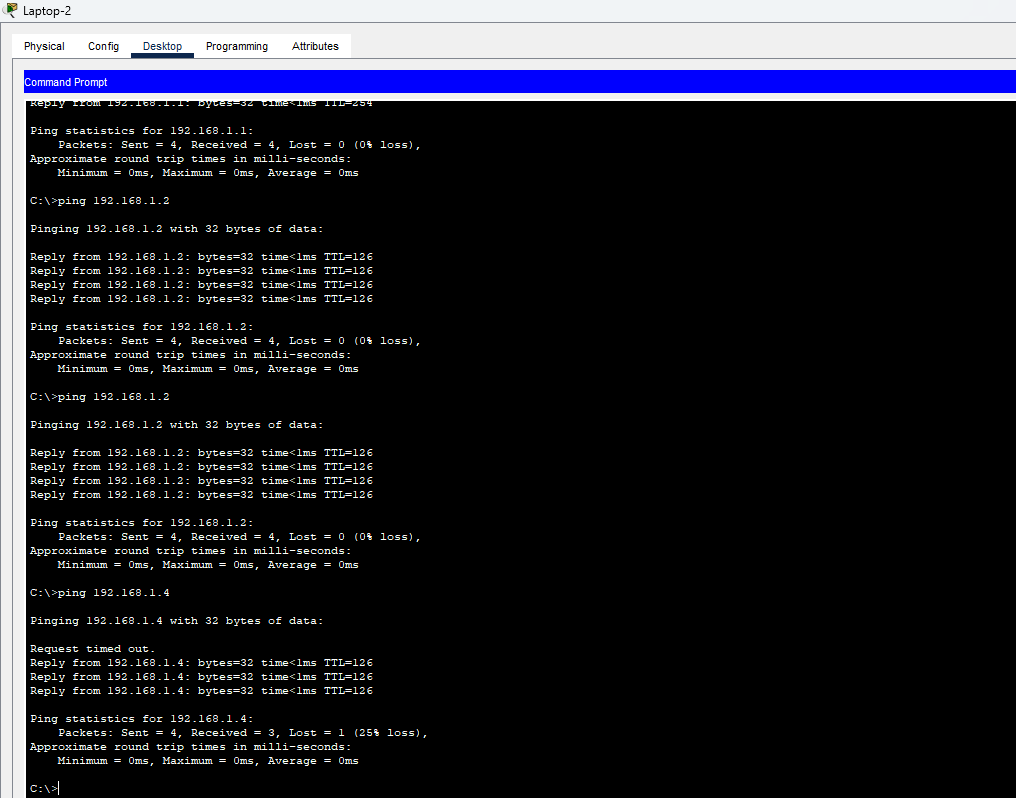 Laptop-2
Physical Config Desktop Programming Attributes
Command Prompt
Reply from 192.168.1.1: bytes=32 time<1ms TTL=254
Ping statistics for 192.168.1.1:
Packets: Sent = 4, Received = 4, Lost = 0 (0% loss),
Approximate round trip times in milli-seconds:
Minimum = 0ms, Maximum = 0ms, Average = 0ms
C:\>ping 192.168.1.2
Pinging 192.168.1.2 with 32 bytes of data:
Reply from 192.168.1.2: bytes=32 time<1ms TTL=126
Reply from 192.168.1.2: bytes=32 time<1ms TTL=126
Reply from 192.168.1.2: bytes=32 time<1ms TTL=126
Reply from 192.168.1.2: bytes=32 time<1ms TTL=126
Ping statistics for 192.168.1.2:
Packets: Sent = 4, Received = 4, Lost = 0 (0% loss),
Approximate round trip times in milli-seconds:
Minimum = 0ms, Maximum = 0ms, Average = 0ms
C:\>ping 192.168.1.2
Pinging 192.168.1.2 with 32 bytes of data:
Reply from 192.168.1.2: bytes=32 time<1ms TTL=126
Reply from 192.168.1.2: bytes=32 time<1ms TTL=126
Reply from 192.168.1.2: bytes=32 time<1ms TTL=126
Reply from 192.168.1.2: bytes=32 time<1ms TTL=126
Ping statistics for 192.168.1.2:
Packets: Sent = 4, Received = 4, Lost = 0 (0% loss),
Approximate round trip times in milli-seconds:
Minimum = 0ms, Maximum = 0ms, Average = 0ms
C:\>ping 192.168.1.4
Pinging 192.168.1.4 with 32 bytes of data:
Request timed out.
Reply from 192.168.1.4: bytes=32 time<1ms TTL=126
Reply from 192.168.1.4: bytes=32 time<1ms TTL=126
Reply from 192.168.1.4: bytes=32 time<1ms TTL=126
Ping statistics for 192.168.1.4:
Packets: Sent = 4, Received = 3, Lost = 1 (25% loss),
Approximate round trip times in milli-seconds:
Minimum = 0ms, Maximum = 0ms, Average = 0ms
C:\>